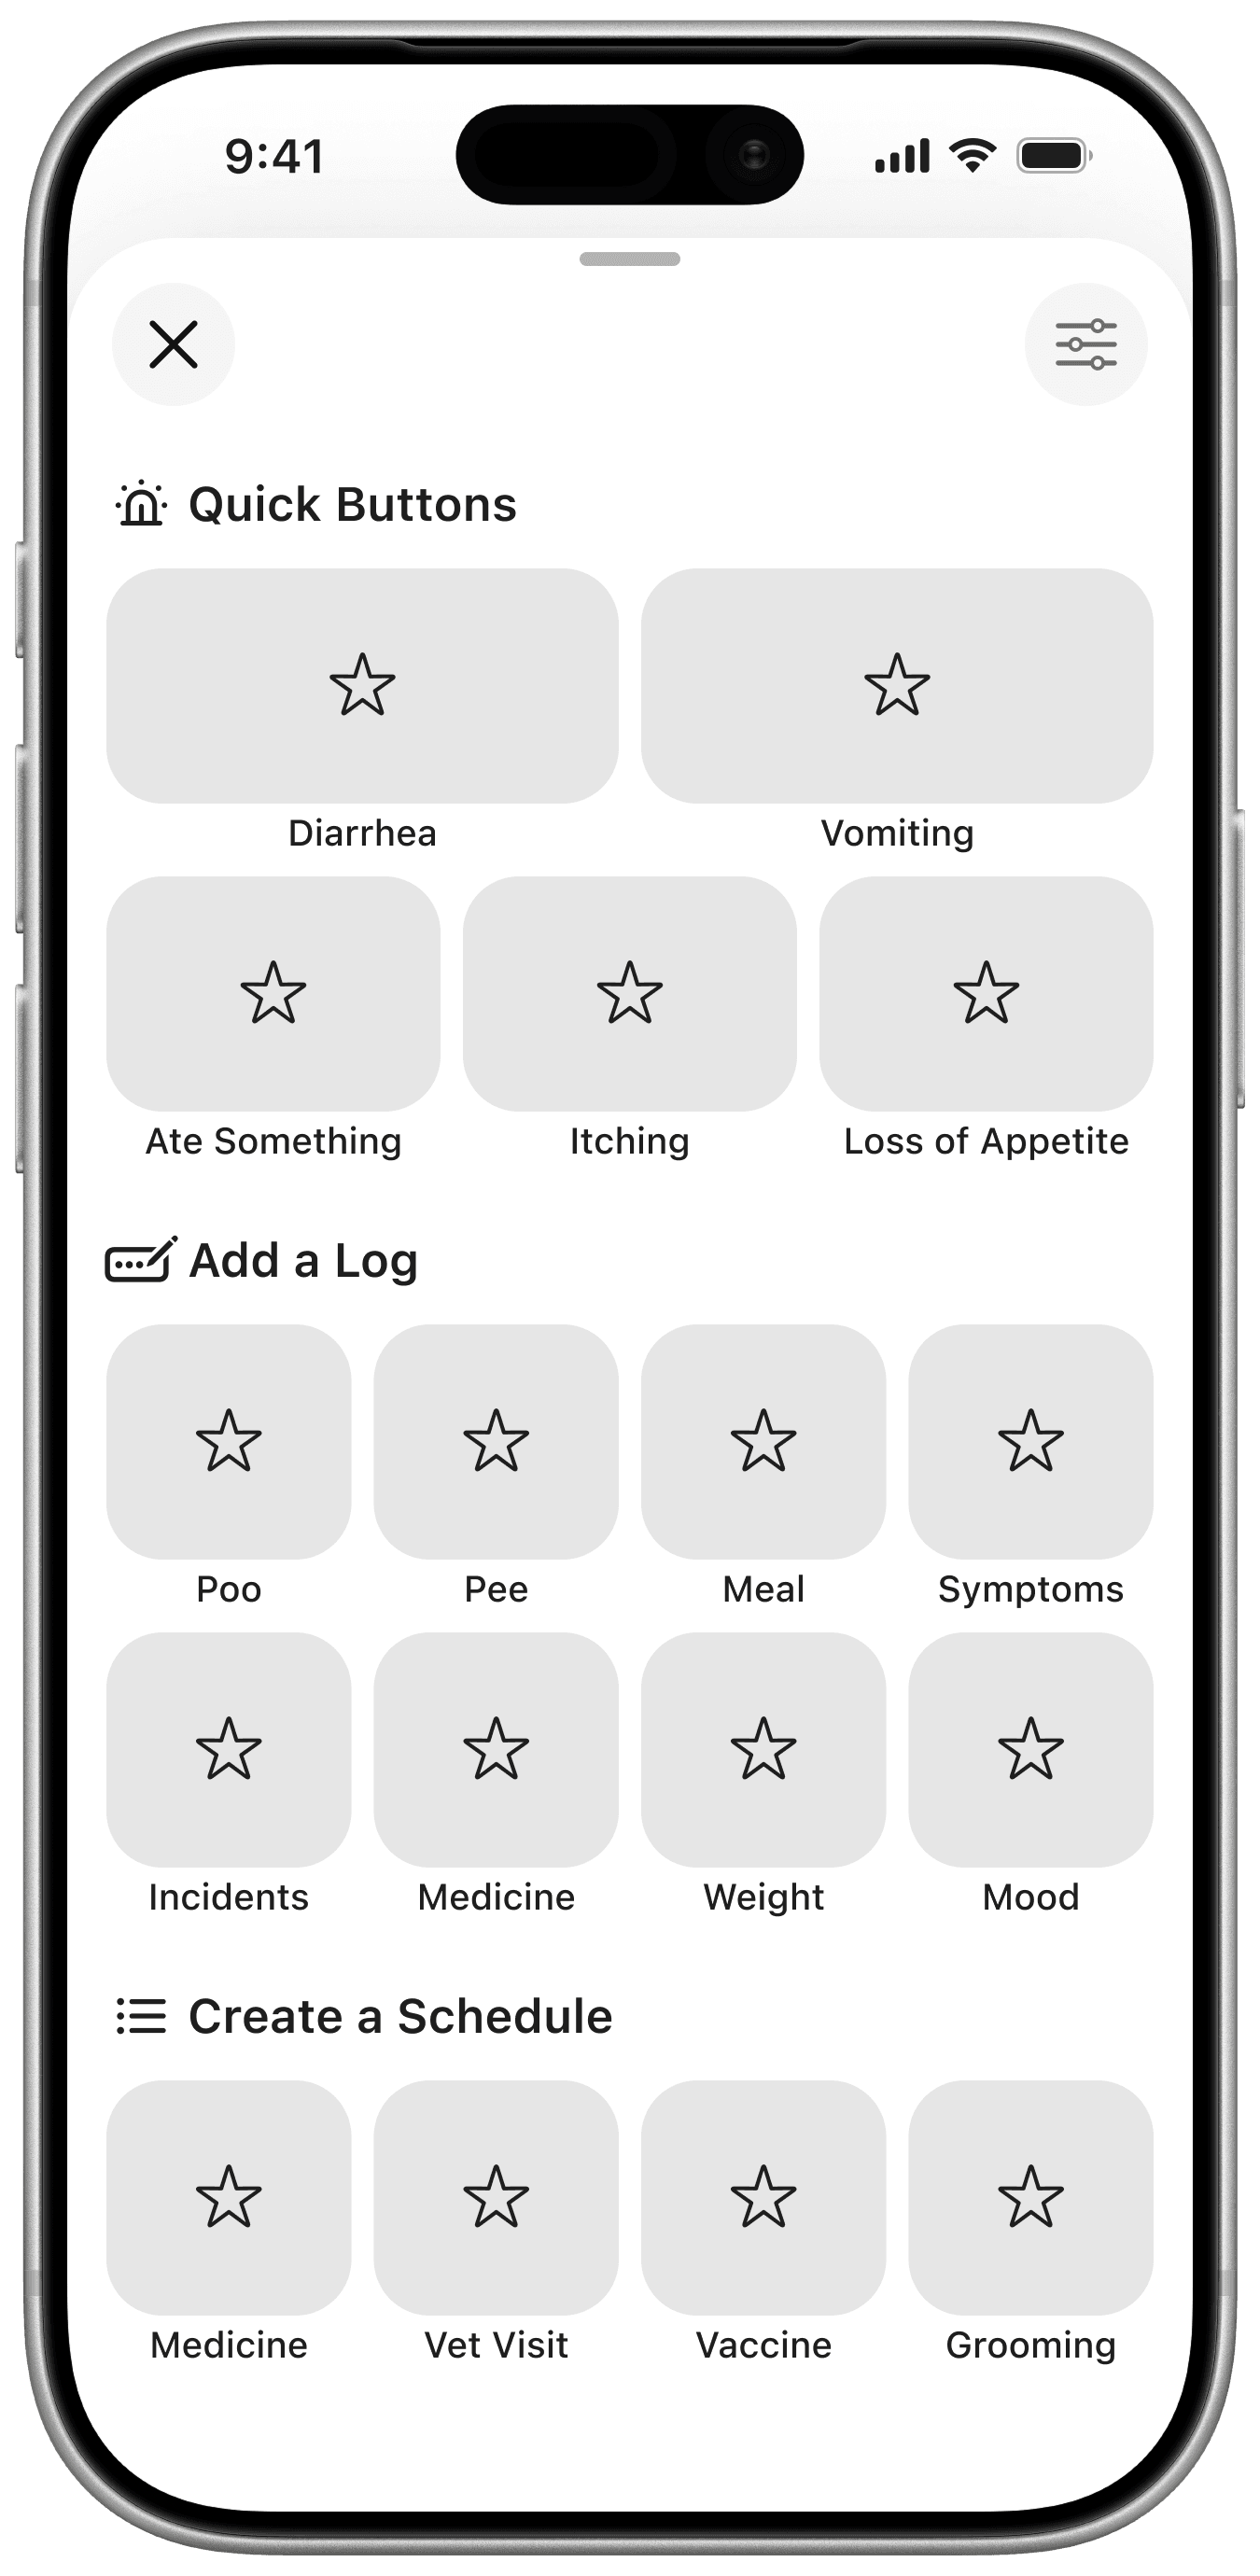 9:41
Quick Buttons
Diarrhea Vomiting
Ate Something Itching Loss of Appetite
Add a Log
Poo Pee Meal Symptoms
Incidents Medicine Weight Mood
Create a Schedule
Medicine Vet Visit Vaccine Grooming